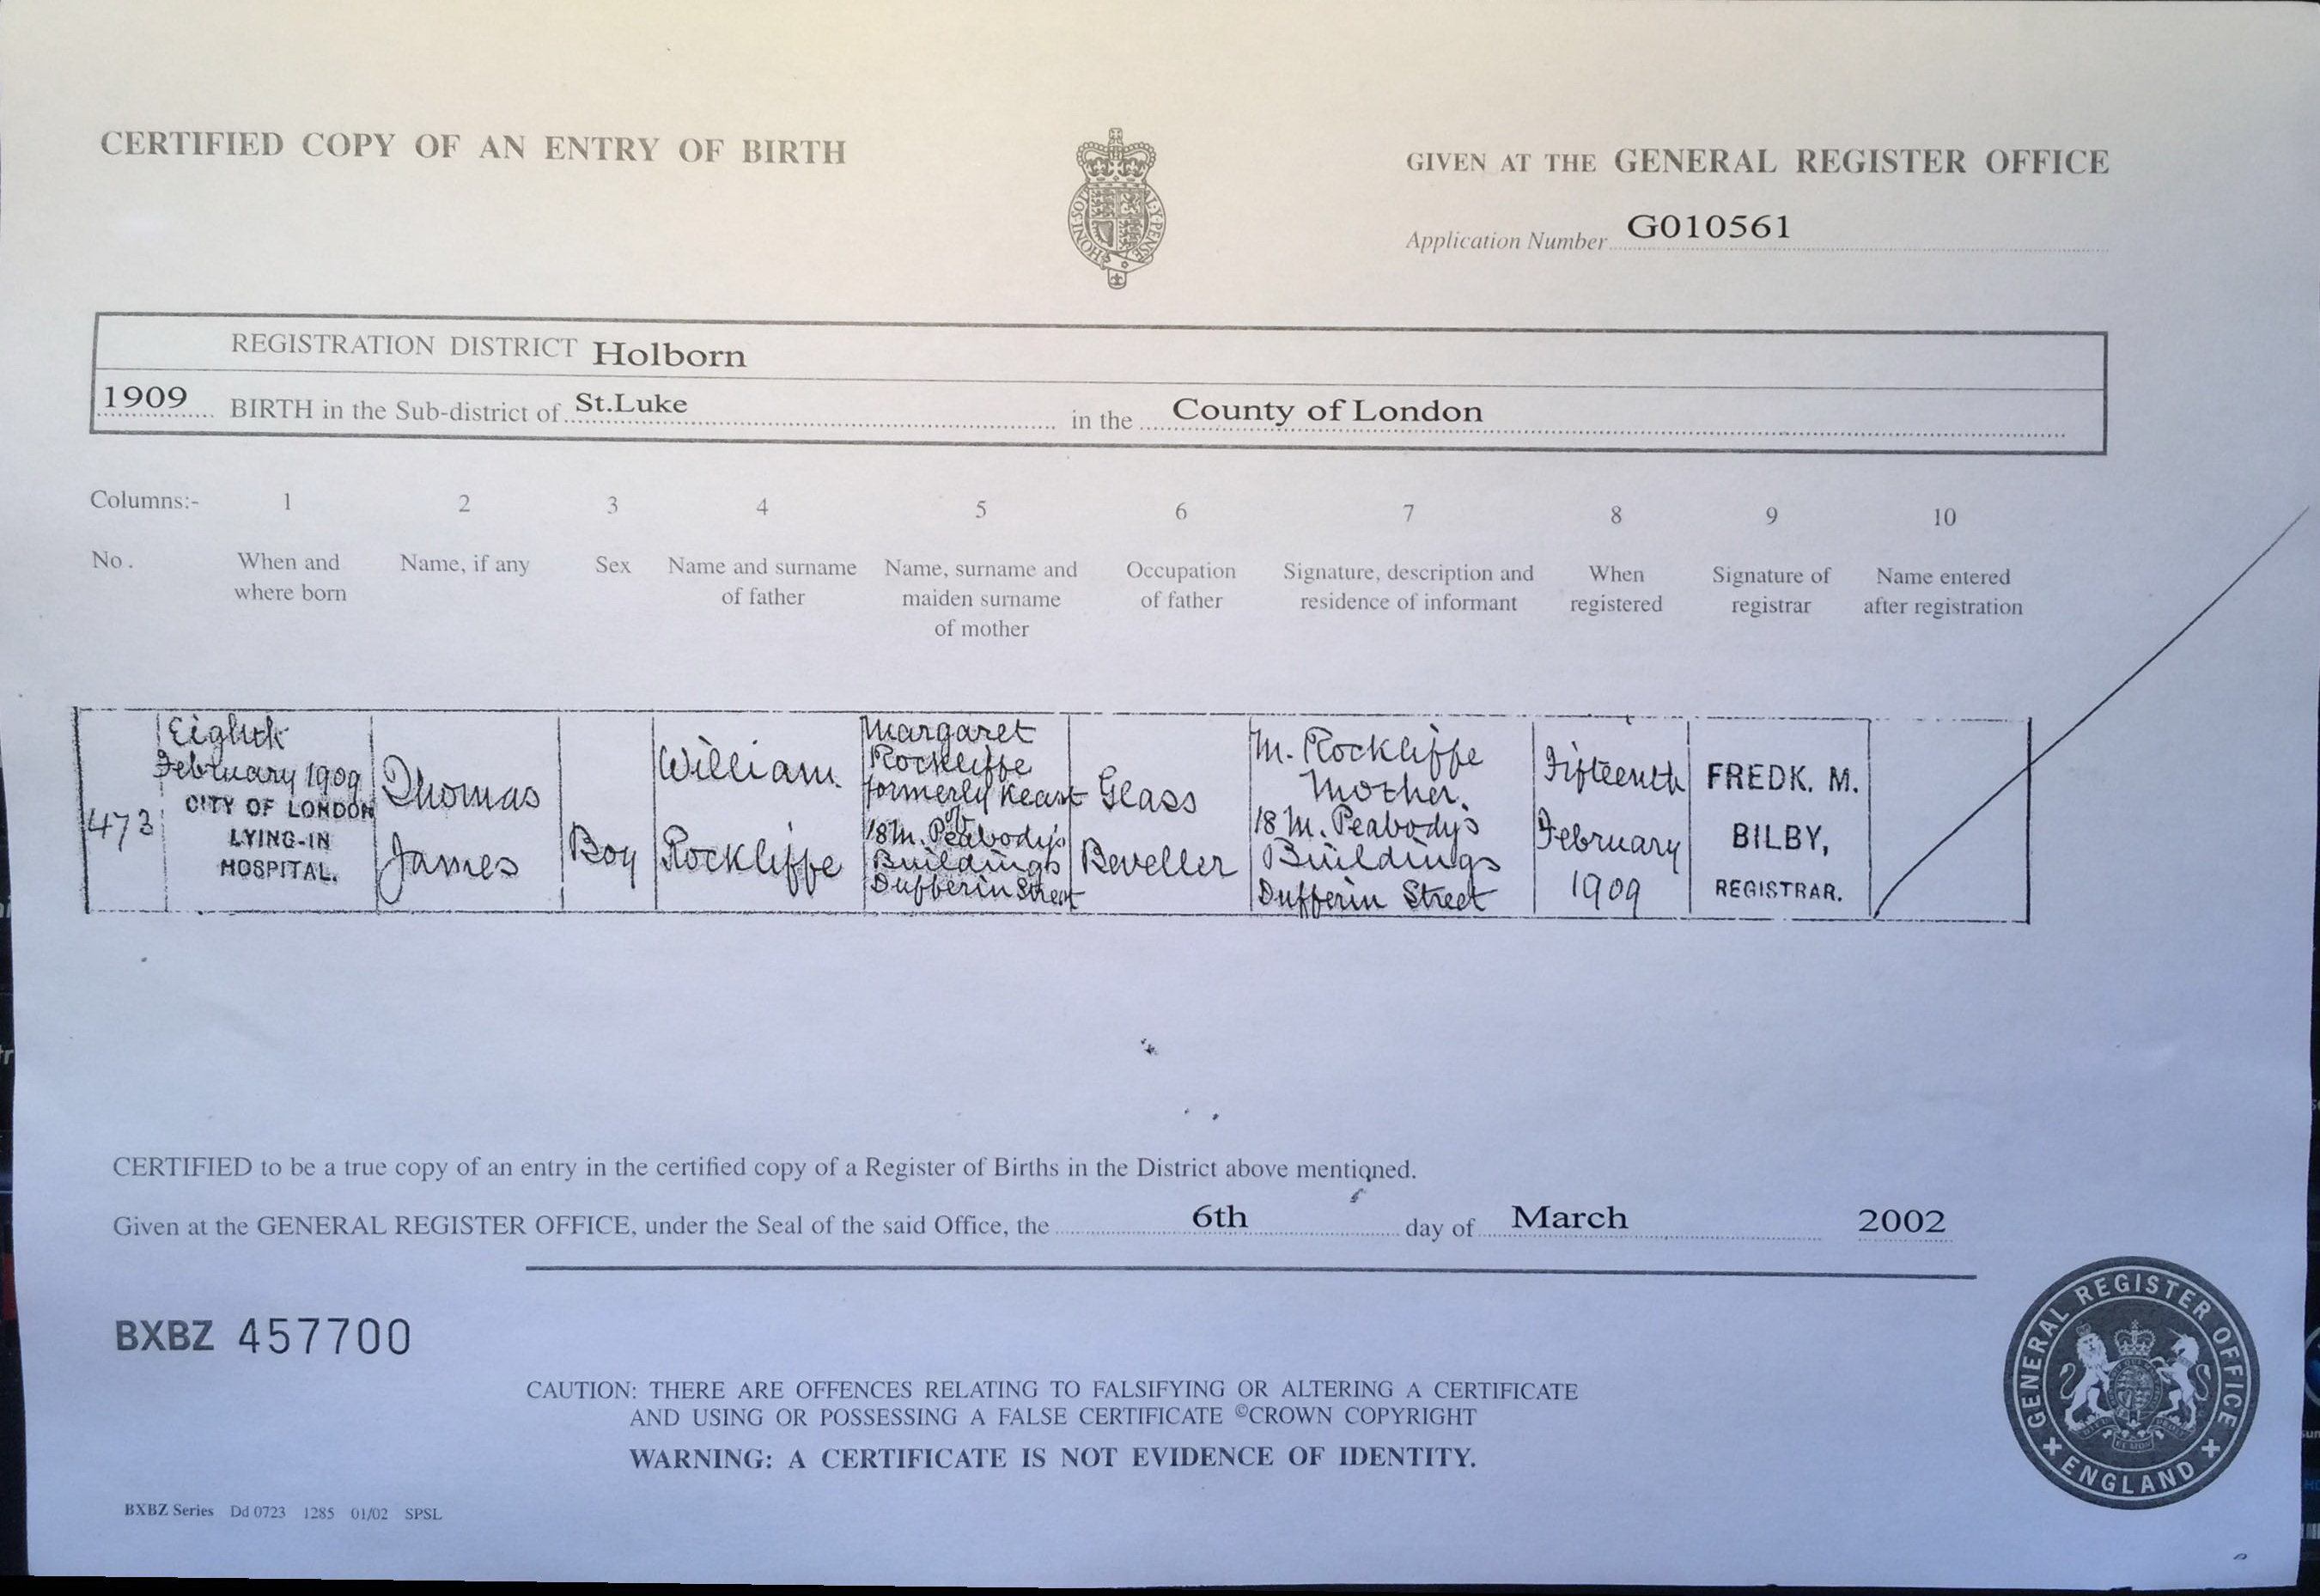 CERTIFIED COPY OF AN ENTRY OF BIRTH
GIVEN AT THE GENERAL REGISTER OFFICE
Application Number G010561
REGISTRATION DISTRICT Holborn
1909 BIRTH in the Sub-district of St.Luke in the County of London
Columns:- 1 2 3 4 5 6 7 8 9 10
No. When and where born
Name, if any
Sex
Name and surname of father
Name, surname and maiden surname of mother
Occupation of father
Signature, description and residence of informant
When registered
Signature of registrar
Name entered after registration
473
Eighth
February 1909
CITY OF LONDON
LYING-IN
HOSPITAL.
Thomas
James
Boy
William
Rockliffe
Margaret
Rockliffe
formerly Keast
of
18 M. Peabody's
Buildings
Dufferin Street
Glass
Beveller
M. Rockliffe
Mother.
18 M. Peabody's
Buildings
Dufferin Street
Fifteenth
February
1909
FREDK. M.
BILBY,
REGISTRAR.
CERTIFIED to be a true copy of an entry in the certified copy of a Register of Births in the District above mentioned.
Given at the GENERAL REGISTER OFFICE, under the Seal of the said Office, the 6th day of March 2002
BXBZ 457700
CAUTION: THERE ARE OFFENCES RELATING TO FALSIFYING OR ALTERING A CERTIFICATE
AND USING OR POSSESSING A FALSE CERTIFICATE ©CROWN COPYRIGHT
WARNING: A CERTIFICATE IS NOT EVIDENCE OF IDENTITY.
GENERAL REGISTER OFFICE
ENGLAND
BXBZ Series Dd 0723 1285 01/02 SPSL